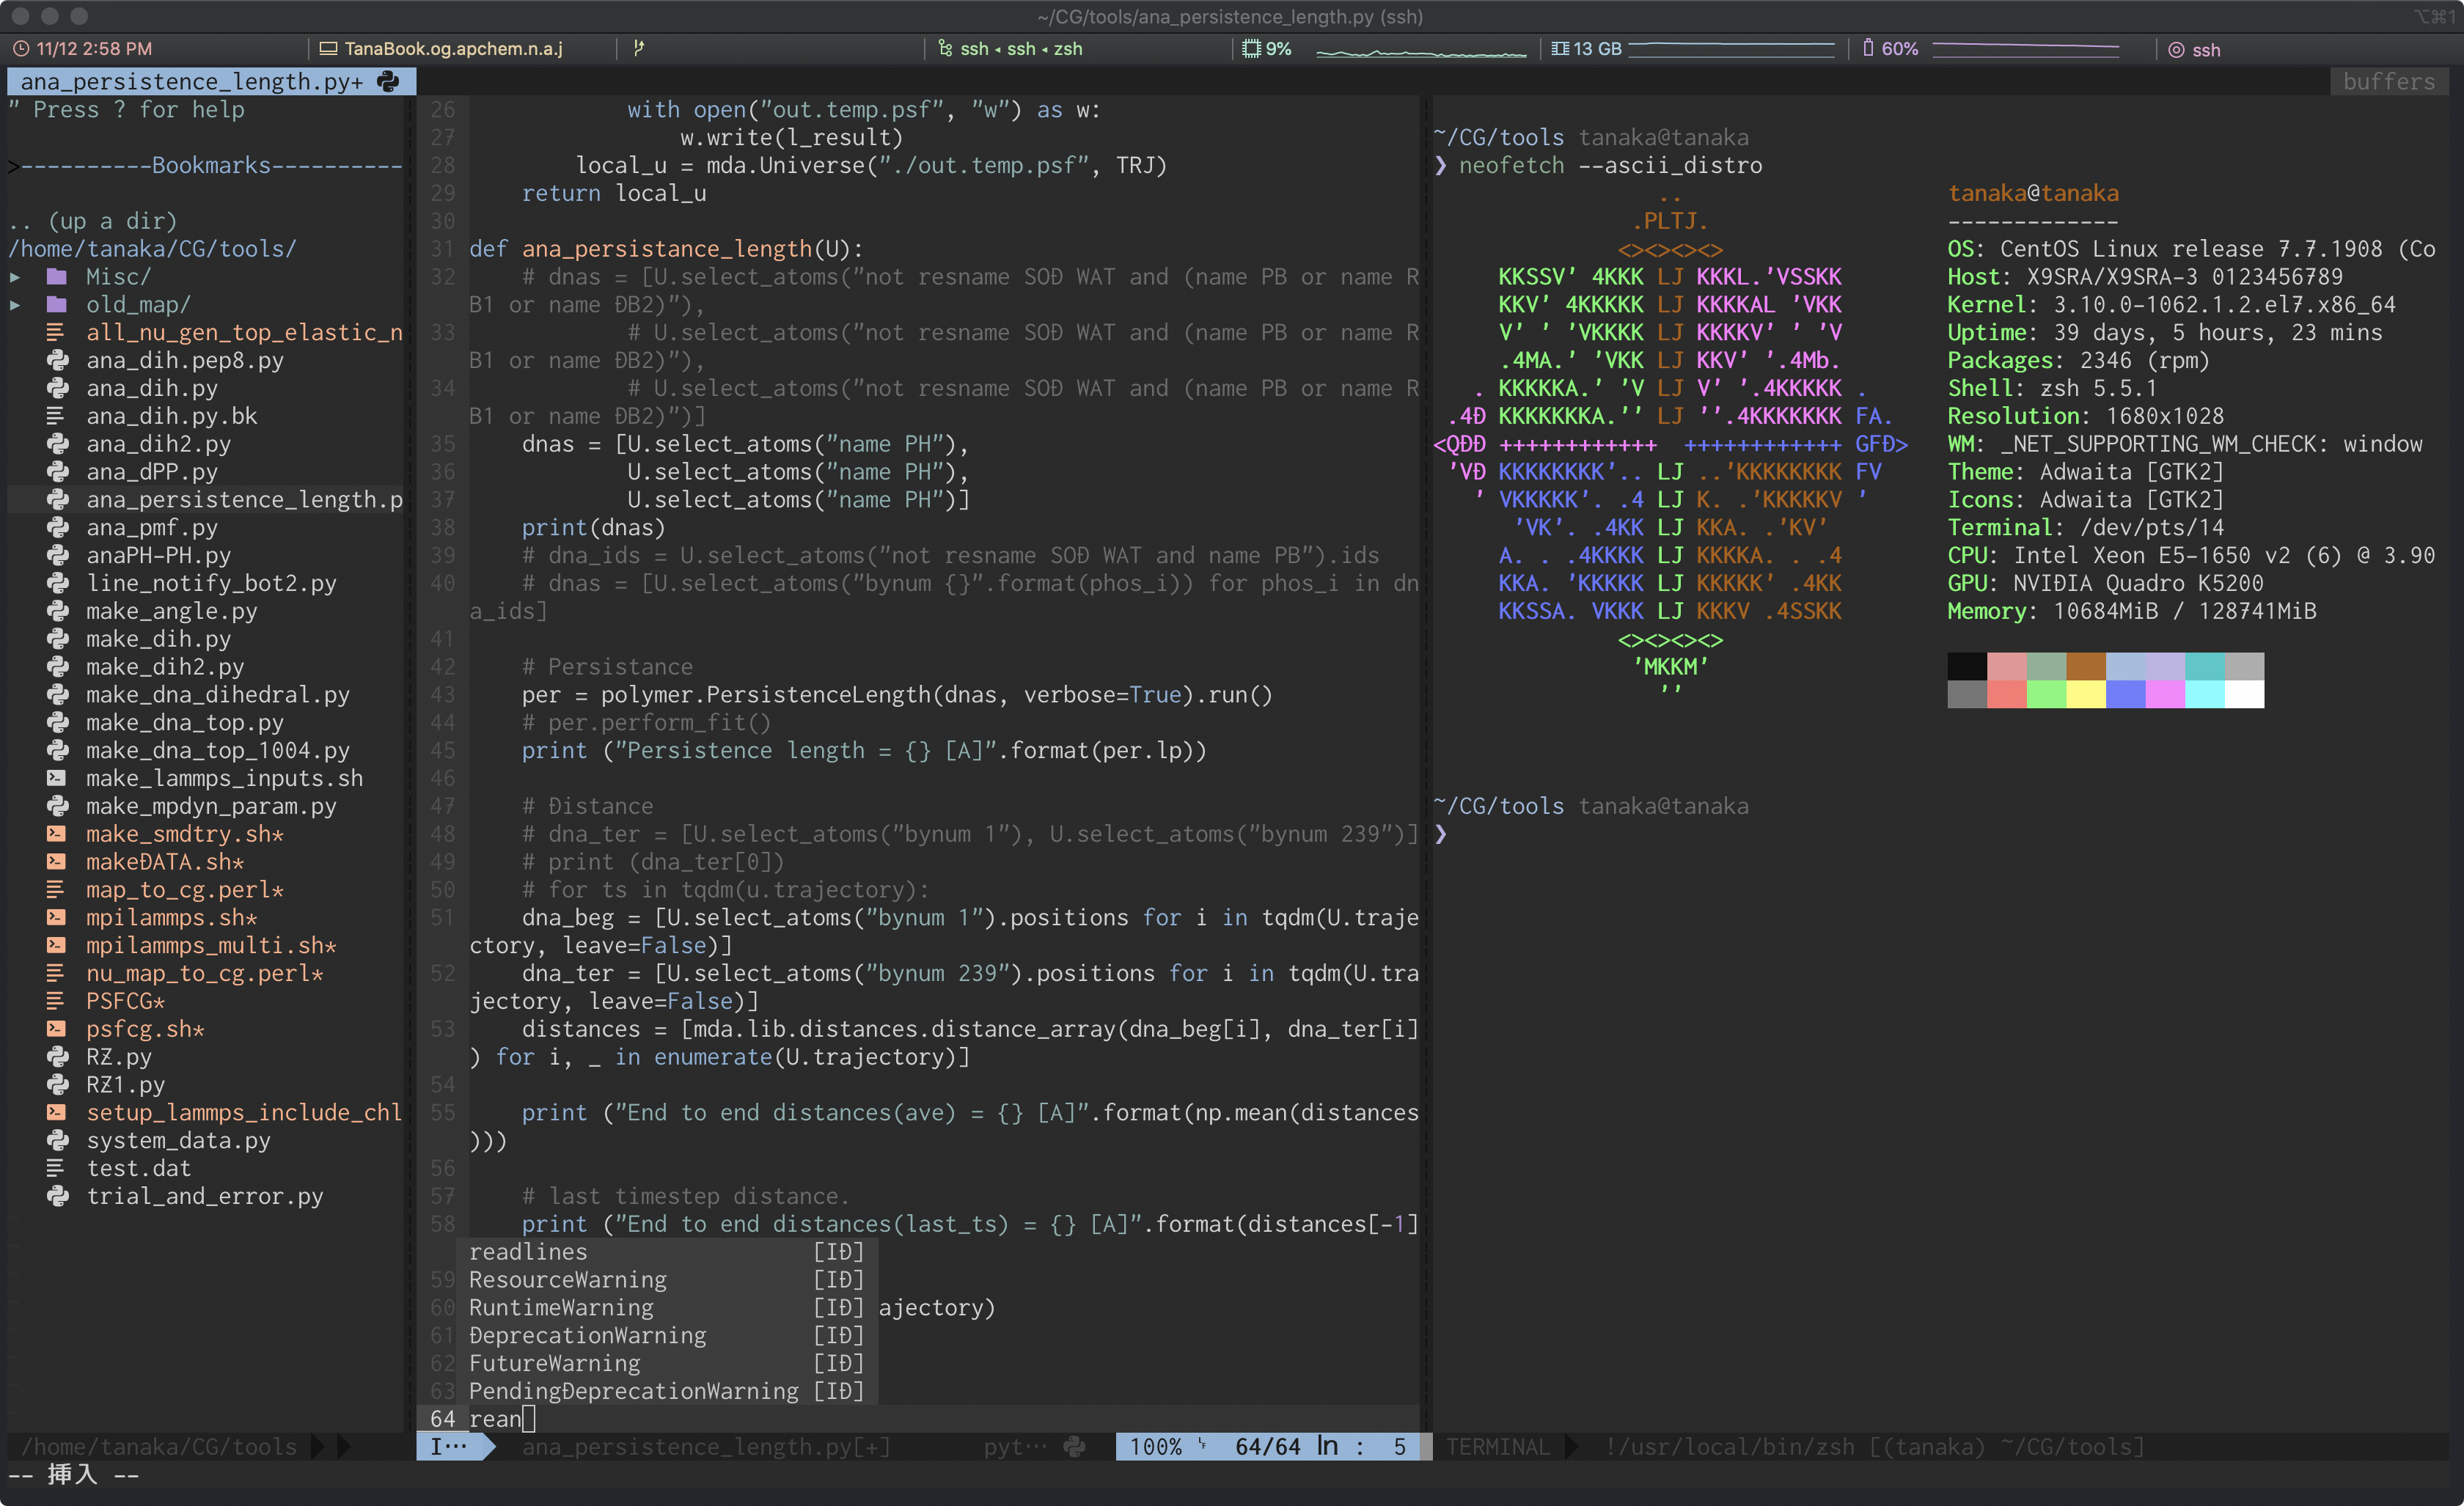 ~/CG/tools/ana_persistence_length.py (ssh)
⌥⌘1
11/12 2:58 PM
TanaBook.og.apchem.n.a.j
ssh ◂ ssh ◂ zsh
9%
13 GB
60%
ssh
ana_persistence_length.py+
buffers
" Press ? for help
>----------Bookmarks----------
.. (up a dir)
/home/tanaka/CG/tools/
▸ Misc/
▸ old_map/
all_nu_gen_top_elastic_n
ana_dih.pep8.py
ana_dih.py
ana_dih.py.bk
ana_dih2.py
ana_dPP.py
ana_persistence_length.p
ana_pmf.py
anaPH-PH.py
line_notify_bot2.py
make_angle.py
make_dih.py
make_dih2.py
make_dna_dihedral.py
make_dna_top.py
make_dna_top_1004.py
make_lammps_inputs.sh
make_mpdyn_param.py
make_smdtry.sh*
makeDATA.sh*
map_to_cg.perl*
mpilammps.sh*
mpilammps_multi.sh*
nu_map_to_cg.perl*
PSFCG*
psfcg.sh*
RZ.py
RZ1.py
setup_lammps_include_chl
system_data.py
test.dat
trial_and_error.py
/home/tanaka/CG/tools
26 with open("out.temp.psf", "w") as w:
27 w.write(l_result)
28 local_u = mda.Universe("./out.temp.psf", TRJ)
29 return local_u
30
31 def ana_persistance_length(U):
32 # dnas = [U.select_atoms("not resname SOD WAT and (name PB or name R
B1 or name DB2)"),
33 # U.select_atoms("not resname SOD WAT and (name PB or name R
B1 or name DB2)"),
34 # U.select_atoms("not resname SOD WAT and (name PB or name R
B1 or name DB2)")]
35 dnas = [U.select_atoms("name PH"),
36 U.select_atoms("name PH"),
37 U.select_atoms("name PH")]
38 print(dnas)
39 # dna_ids = U.select_atoms("not resname SOD WAT and name PB").ids
40 # dnas = [U.select_atoms("bynum {}".format(phos_i)) for phos_i in dn
a_ids]
41
42 # Persistance
43 per = polymer.PersistenceLength(dnas, verbose=True).run()
44 # per.perform_fit()
45 print ("Persistence length = {} [A]".format(per.lp))
46
47 # Distance
48 # dna_ter = [U.select_atoms("bynum 1"), U.select_atoms("bynum 239")]
49 # print (dna_ter[0])
50 # for ts in tqdm(u.trajectory):
51 dna_beg = [U.select_atoms("bynum 1").positions for i in tqdm(U.traje
ctory, leave=False)]
52 dna_ter = [U.select_atoms("bynum 239").positions for i in tqdm(U.tra
jectory, leave=False)]
53 distances = [mda.lib.distances.distance_array(dna_beg[i], dna_ter[i]
) for i, _ in enumerate(U.trajectory)]
54
55 print ("End to end distances(ave) = {} [A]".format(np.mean(distances
)))
56
57 # last timestep distance.
58 print ("End to end distances(last_ts) = {} [A]".format(distances[-1]
readlines [ID]
59 ResourceWarning [ID]
60 RuntimeWarning [ID] ajectory)
61 DeprecationWarning [ID]
62 FutureWarning [ID]
63 PendingDeprecationWarning [ID]
64 rean
I… ana_persistence_length.py[+] pyt… 100% 64/64 ln : 5
~/CG/tools tanaka@tanaka
❯ neofetch --ascii_distro
..
.PLTJ.
<><><><>
KKSSV' 4KKK LJ KKKL.'VSSKK
KKV' 4KKKKK LJ KKKKAL 'VKK
V' ' 'VKKKK LJ KKKKV' ' 'V
.4MA.' 'VKK LJ KKV' '.4Mb.
. KKKKKA.' 'V LJ V' '.4KKKKK .
.4D KKKKKKKA.'' LJ ''.4KKKKKKK FA.
<QDD ++++++++++++ ++++++++++++ GFD>
'VD KKKKKKKK'.. LJ ..'KKKKKKKK FV
' VKKKKK'. .4 LJ K. .'KKKKKV '
'VK'. .4KK LJ KKA. .'KV'
A. . .4KKKK LJ KKKKA. . .4
KKA. 'KKKKK LJ KKKKK' .4KK
KKSSA. VKKK LJ KKKV .4SSKK
<><><><>
'MKKM'
''
tanaka@tanaka
-------------
OS: CentOS Linux release 7.7.1908 (Co
Host: X9SRA/X9SRA-3 0123456789
Kernel: 3.10.0-1062.1.2.el7.x86_64
Uptime: 39 days, 5 hours, 23 mins
Packages: 2346 (rpm)
Shell: zsh 5.5.1
Resolution: 1680x1028
WM: _NET_SUPPORTING_WM_CHECK: window
Theme: Adwaita [GTK2]
Icons: Adwaita [GTK2]
Terminal: /dev/pts/14
CPU: Intel Xeon E5-1650 v2 (6) @ 3.90
GPU: NVIDIA Quadro K5200
Memory: 10684MiB / 128741MiB
~/CG/tools tanaka@tanaka
❯
TERMINAL !/usr/local/bin/zsh [(tanaka) ~/CG/tools]
-- 挿入 --